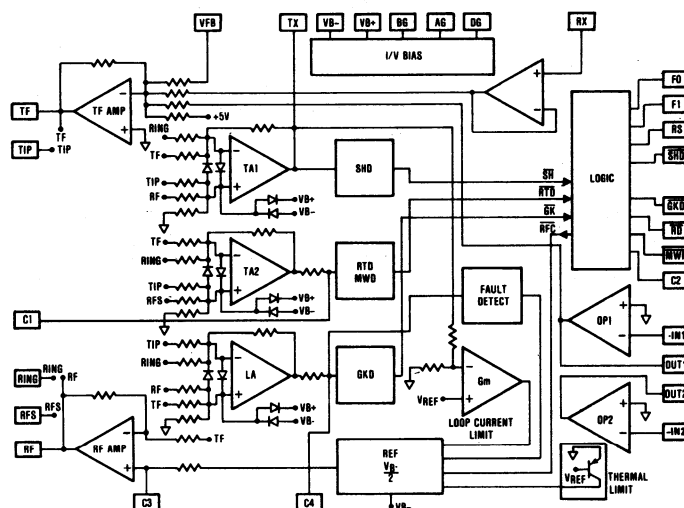 VFB TX VB- VB+ BG AG DG RX
I/V BIAS
TF TF AMP - +
+5V
TF
TIP TIP
RING
TF
TIP
RF
TA1 - +
VB+
VB-
SHD
SH
RTD
GK
RFC
LOGIC
F0
F1
RS
SHD
GKD
RD
MWD
C2
TF
RING
TIP
RFS
TA2 - +
VB+
VB-
RTD
MWD
FAULT
DETECT
C1
OP1 + -
-IN1
OUT1
OUT2
TIP
RING
RF
TF
LA - +
VB+
VB-
GKD
VREF
Gm - +
LOOP CURRENT
LIMIT
OP2 + -
-IN2
RING RING RF
RFS RFS
RF RF AMP - +
TF
REF
VB-
2
VREF
THERMAL
LIMIT
C3 C4 VB-